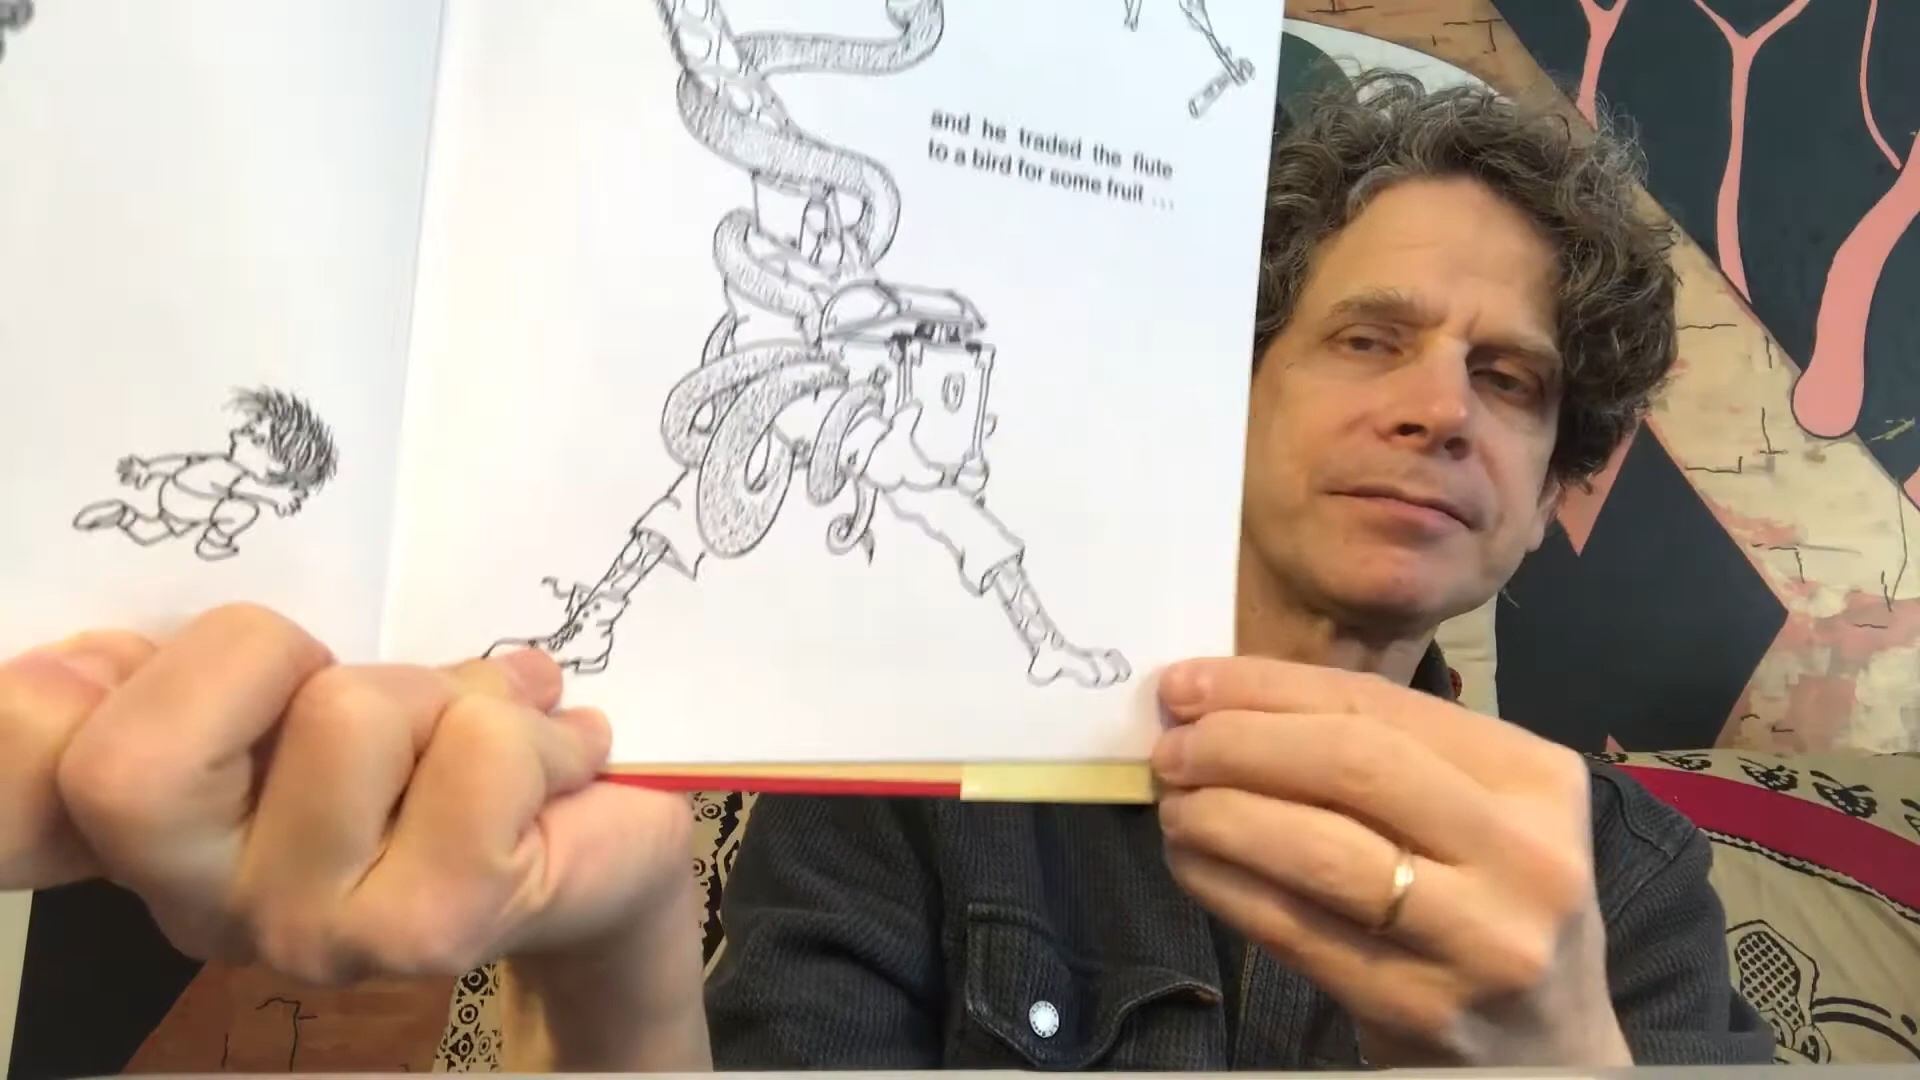 and he traded the flute
to a bird for some fruit ...